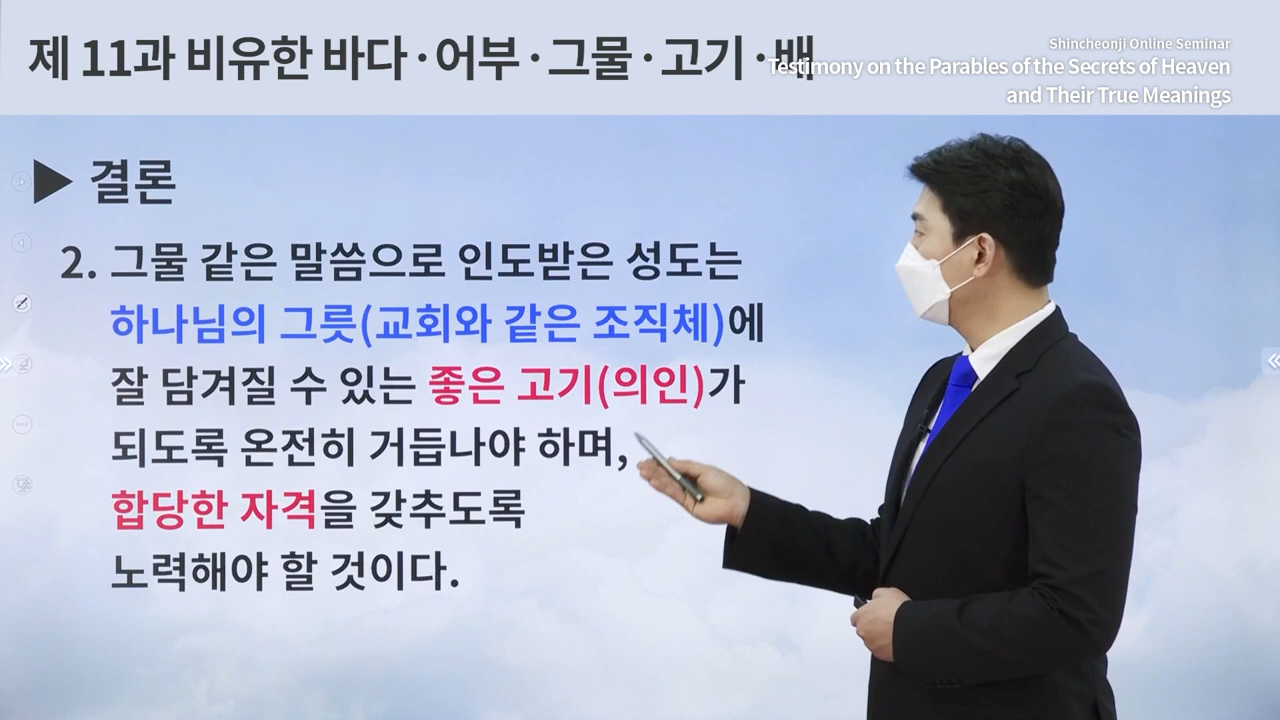 제 11과 비유한 바다·어부·그물·고기·배
Shincheonji Online Seminar
Testimony on the Parables of the Secrets of Heaven
and Their True Meanings
▶ 결론
2. 그물 같은 말씀으로 인도받은 성도는
하나님의 그릇(교회와 같은 조직체)에
잘 담겨질 수 있는 좋은 고기(의인)가
되도록 온전히 거듭나야 하며,
합당한 자격을 갖추도록
노력해야 할 것이다.